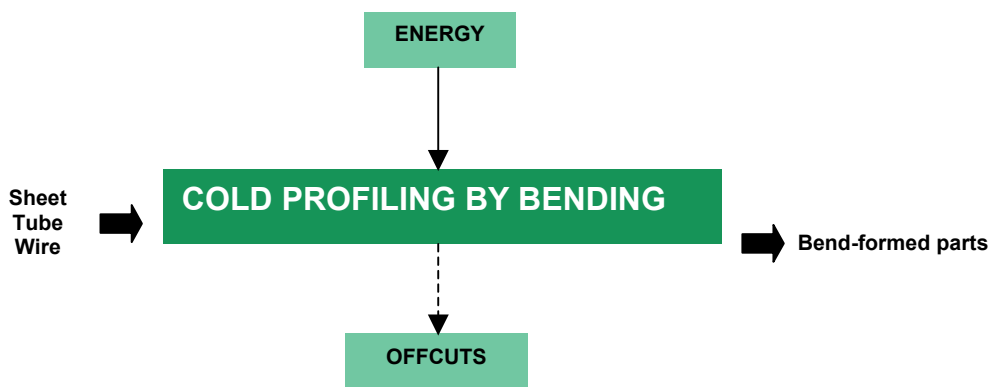 ENERGY
COLD PROFILING BY BENDING
Sheet
Tube
Wire
Bend-formed parts
OFFCUTS